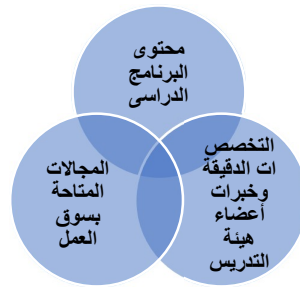 محتوى
البرنامج
الدراسى
التخصص
ات الدقيقة
وخبرات
أعضاء
هيئة
التدريس
المجالات
المتاحة
بسوق
العمل